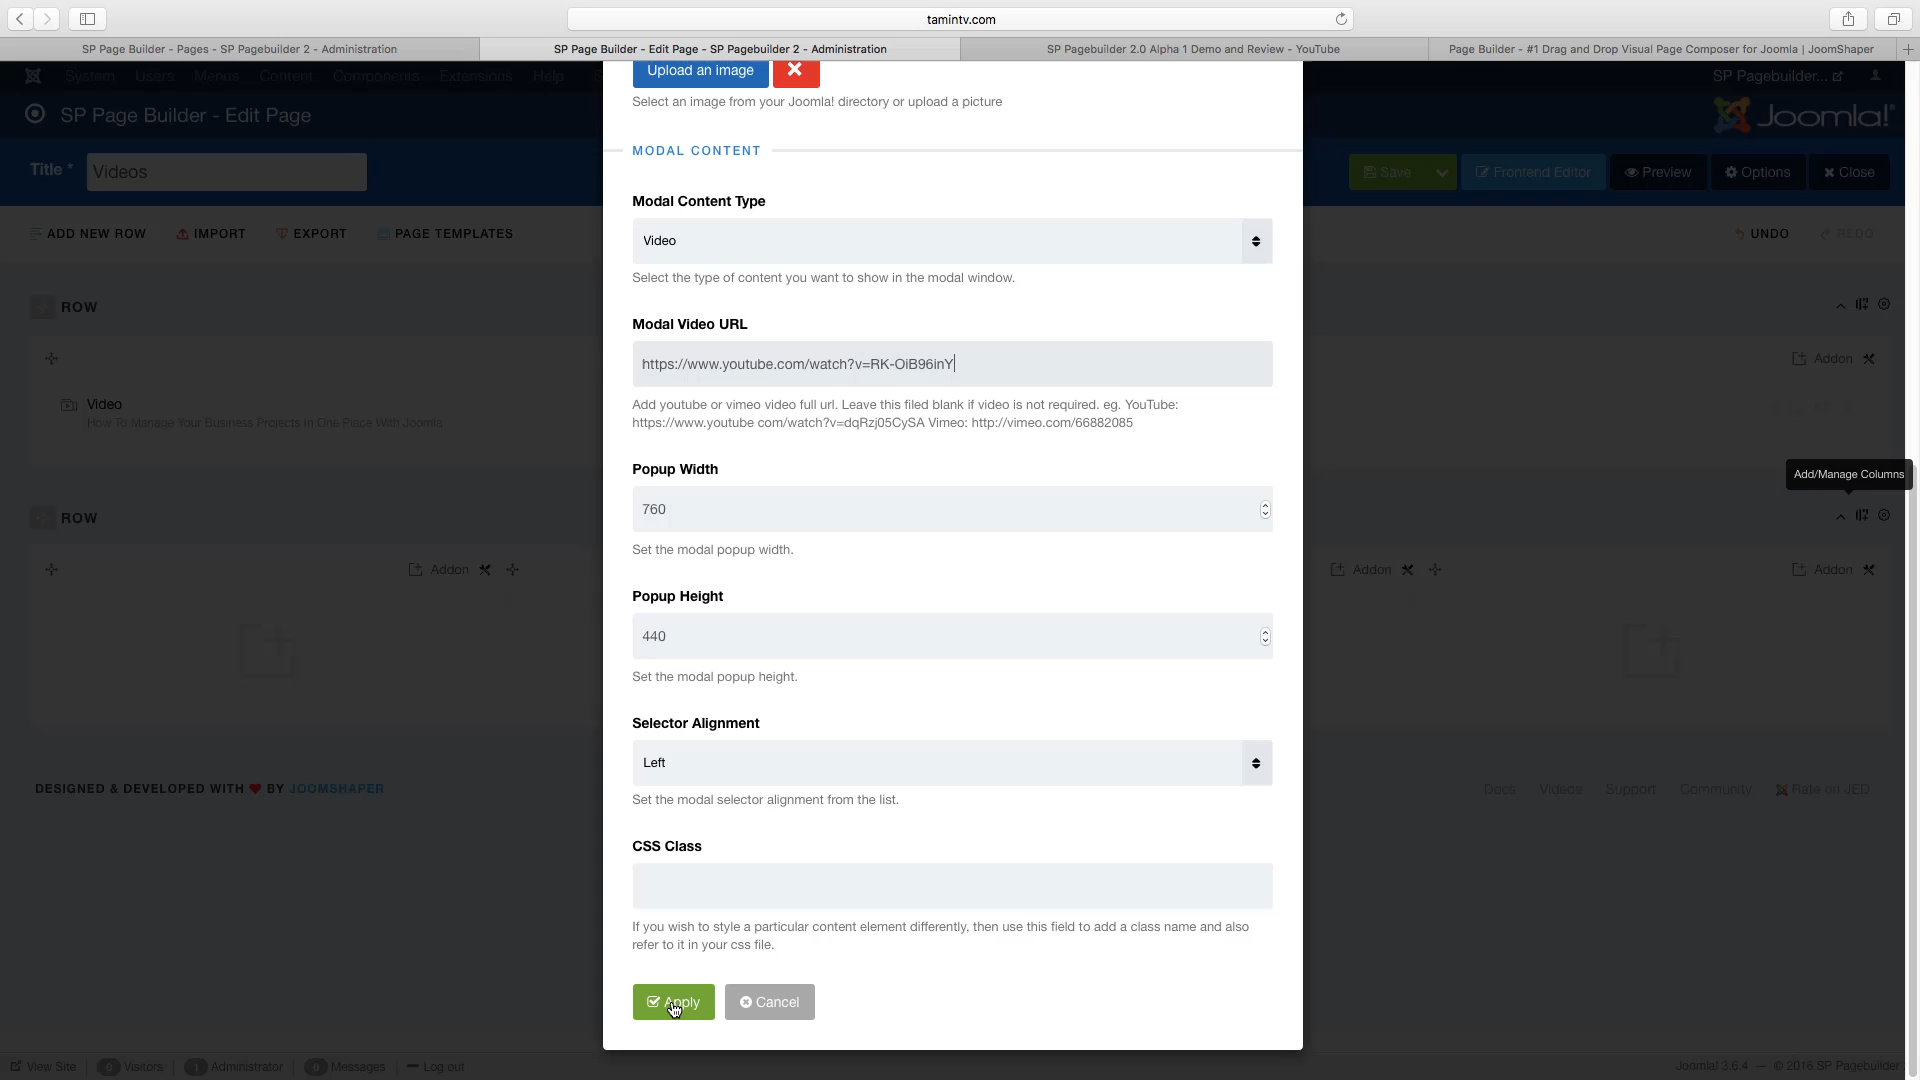 tamintv.com
SP Page Builder - Pages - SP Pagebuilder 2 - Administration
SP Page Builder - Edit Page - SP Pagebuilder 2 - Administration
SP Pagebuilder 2.0 Alpha 1 Demo and Review - YouTube
Page Builder - #1 Drag and Drop Visual Page Composer for Joomla | JoomShaper
System Users Menus Content Components Extensions Help
SP Pagebuilder...
Upload an image
Select an image from your Joomla! directory or upload a picture
SP Page Builder - Edit Page
Joomla!
MODAL CONTENT
Title *
Videos
Save
Frontend Editor
Preview
Options
Close
Modal Content Type
ADD NEW ROW
IMPORT
EXPORT
PAGE TEMPLATES
Video
UNDO
REDO
Select the type of content you want to show in the modal window.
ROW
Modal Video URL
https://www.youtube.com/watch?v=RK-OiB96inY
Addon
Video
How To Manage Your Business Projects In One Place With Joomla
Add youtube or vimeo video full url. Leave this filed blank if video is not required. eg. YouTube:
https://www.youtube com/watch?v=dqRzj05CySA Vimeo: http://vimeo.com/66882085
Popup Width
Add/Manage Columns
760
ROW
Set the modal popup width.
Addon
Addon
Addon
Popup Height
440
Set the modal popup height.
Selector Alignment
Left
Set the modal selector alignment from the list.
DESIGNED & DEVELOPED WITH ❤ BY JOOMSHAPER
Docs Videos Support Community Rate on JED
CSS Class
If you wish to style a particular content element differently, then use this field to add a class name and also
refer to it in your css file.
Apply
Cancel
View Site
0 Visitors
1 Administrator
0 Messages
Log out
Joomla! 3.6.4 — © 2016 SP Pagebuilder